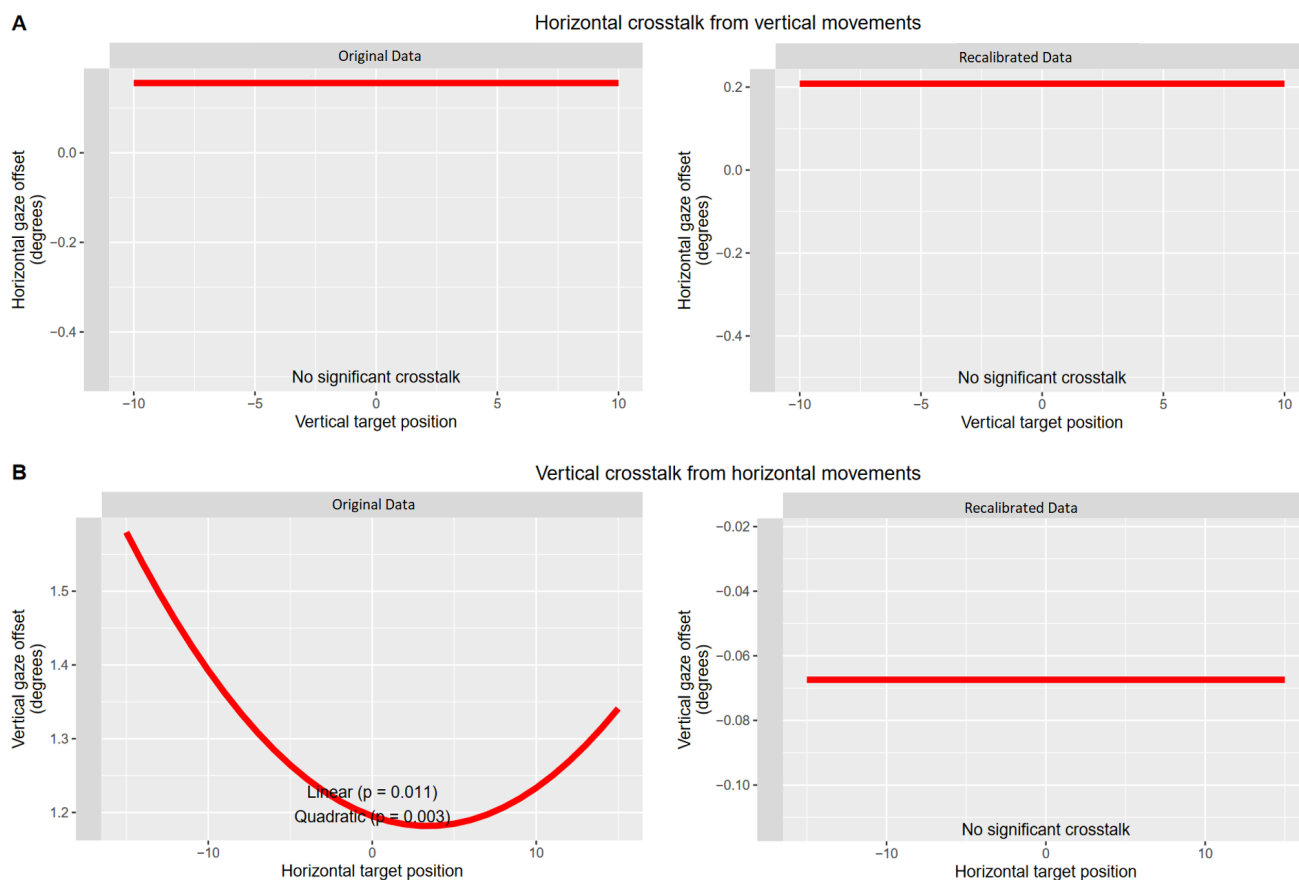 A
Horizontal crosstalk from vertical movements
Original Data
Recalibrated Data
Horizontal gaze offset
(degrees)
0.0
−0.2
−0.4
No significant crosstalk
−10
−5
0
5
10
Vertical target position
Horizontal gaze offset
(degrees)
0.2
0.0
−0.2
−0.4
No significant crosstalk
−10
−5
0
5
10
Vertical target position
B
Vertical crosstalk from horizontal movements
Original Data
Recalibrated Data
Vertical gaze offset
(degrees)
1.5
1.4
1.3
1.2
Linear (p = 0.011)
Quadratic (p = 0.003)
−10
0
10
Horizontal target position
Vertical gaze offset
(degrees)
−0.02
−0.04
−0.06
−0.08
−0.10
No significant crosstalk
−10
0
10
Horizontal target position